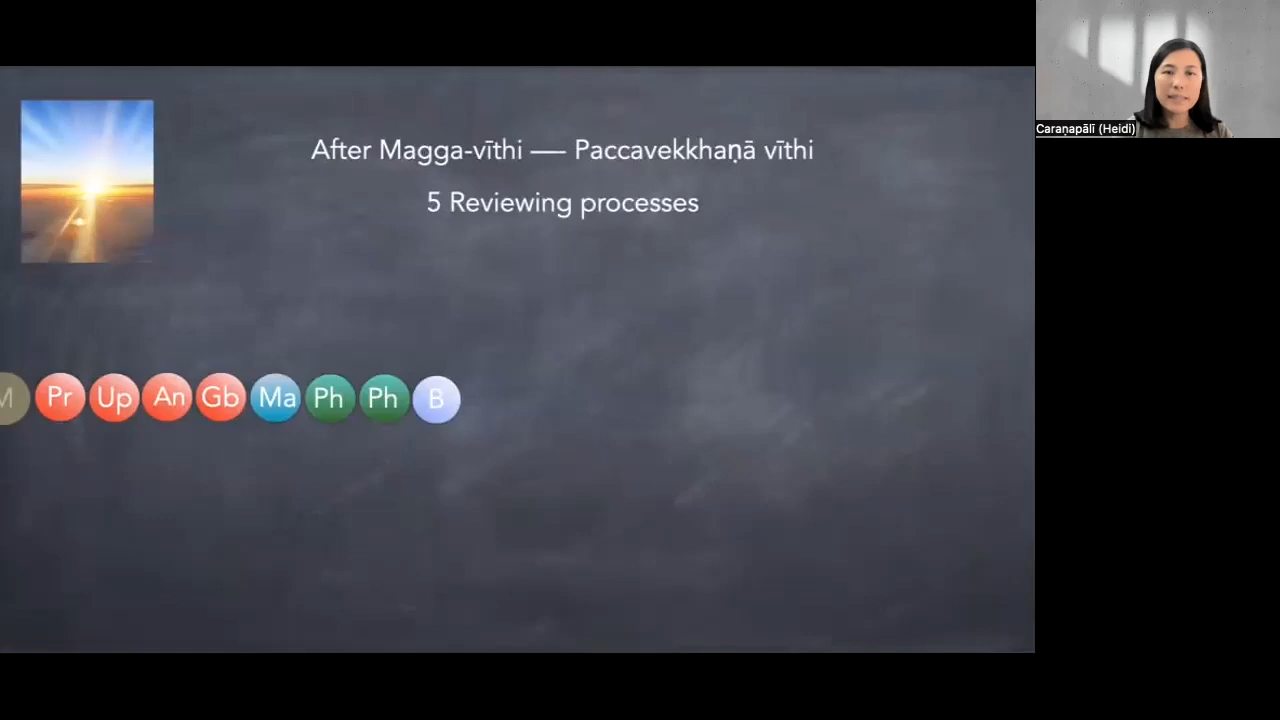 After Magga-vīthi — Paccavekkhaṇā vīthi
5 Reviewing processes
M Pr Up An Gb Ma Ph Ph B
Caraṇapālī (Heidi)